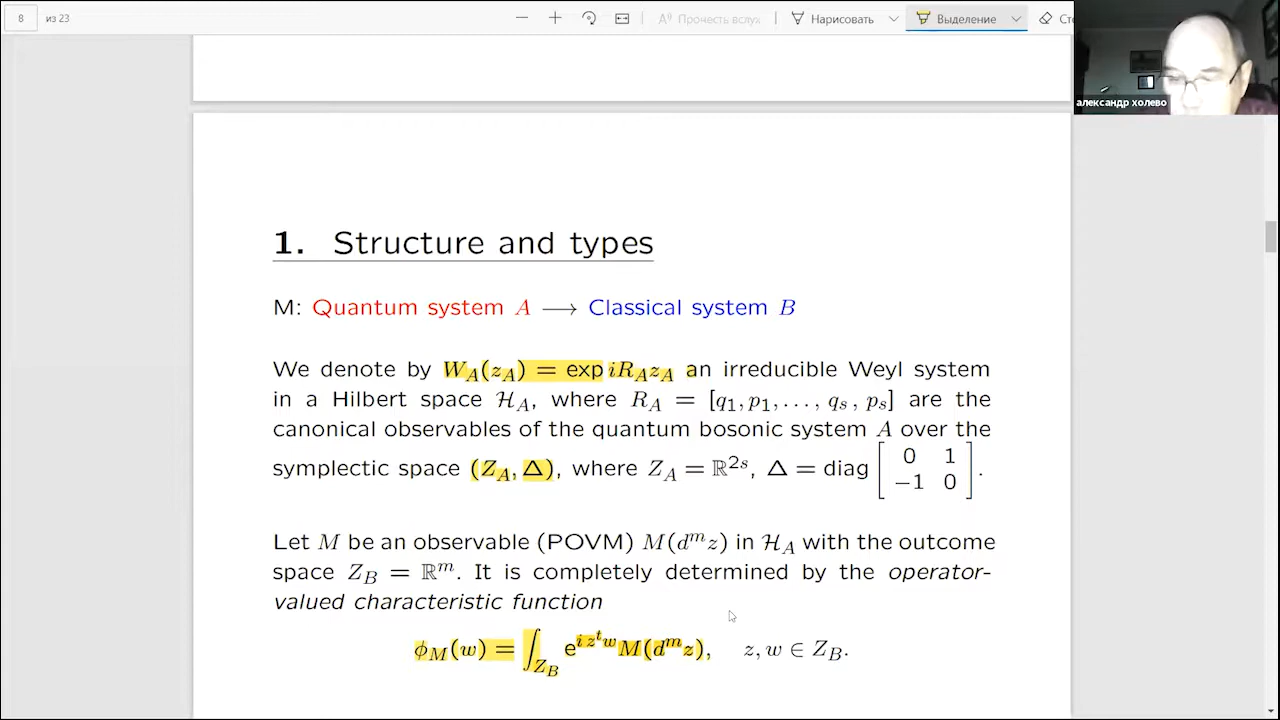 8 из 23 Прочесть вслух Нарисовать Выделение
александр холево
1. Structure and types
M: Quantum system A ⟶ Classical system B
We denote by W_A(z_A) = exp iR_A z_A an irreducible Weyl system
in a Hilbert space ℋ_A, where R_A = [q_1, p_1, . . . , q_s , p_s] are the
canonical observables of the quantum bosonic system A over the
symplectic space (Z_A, Δ), where Z_A = ℝ^{2s}, Δ = diag [ 0 1 ; −1 0 ].
Let M be an observable (POVM) M(d^m z) in ℋ_A with the outcome
space Z_B = ℝ^m. It is completely determined by the operator-
valued characteristic function
ϕ_M(w) = ∫_{Z_B} e^{i z^t w} M(d^m z), z, w ∈ Z_B.